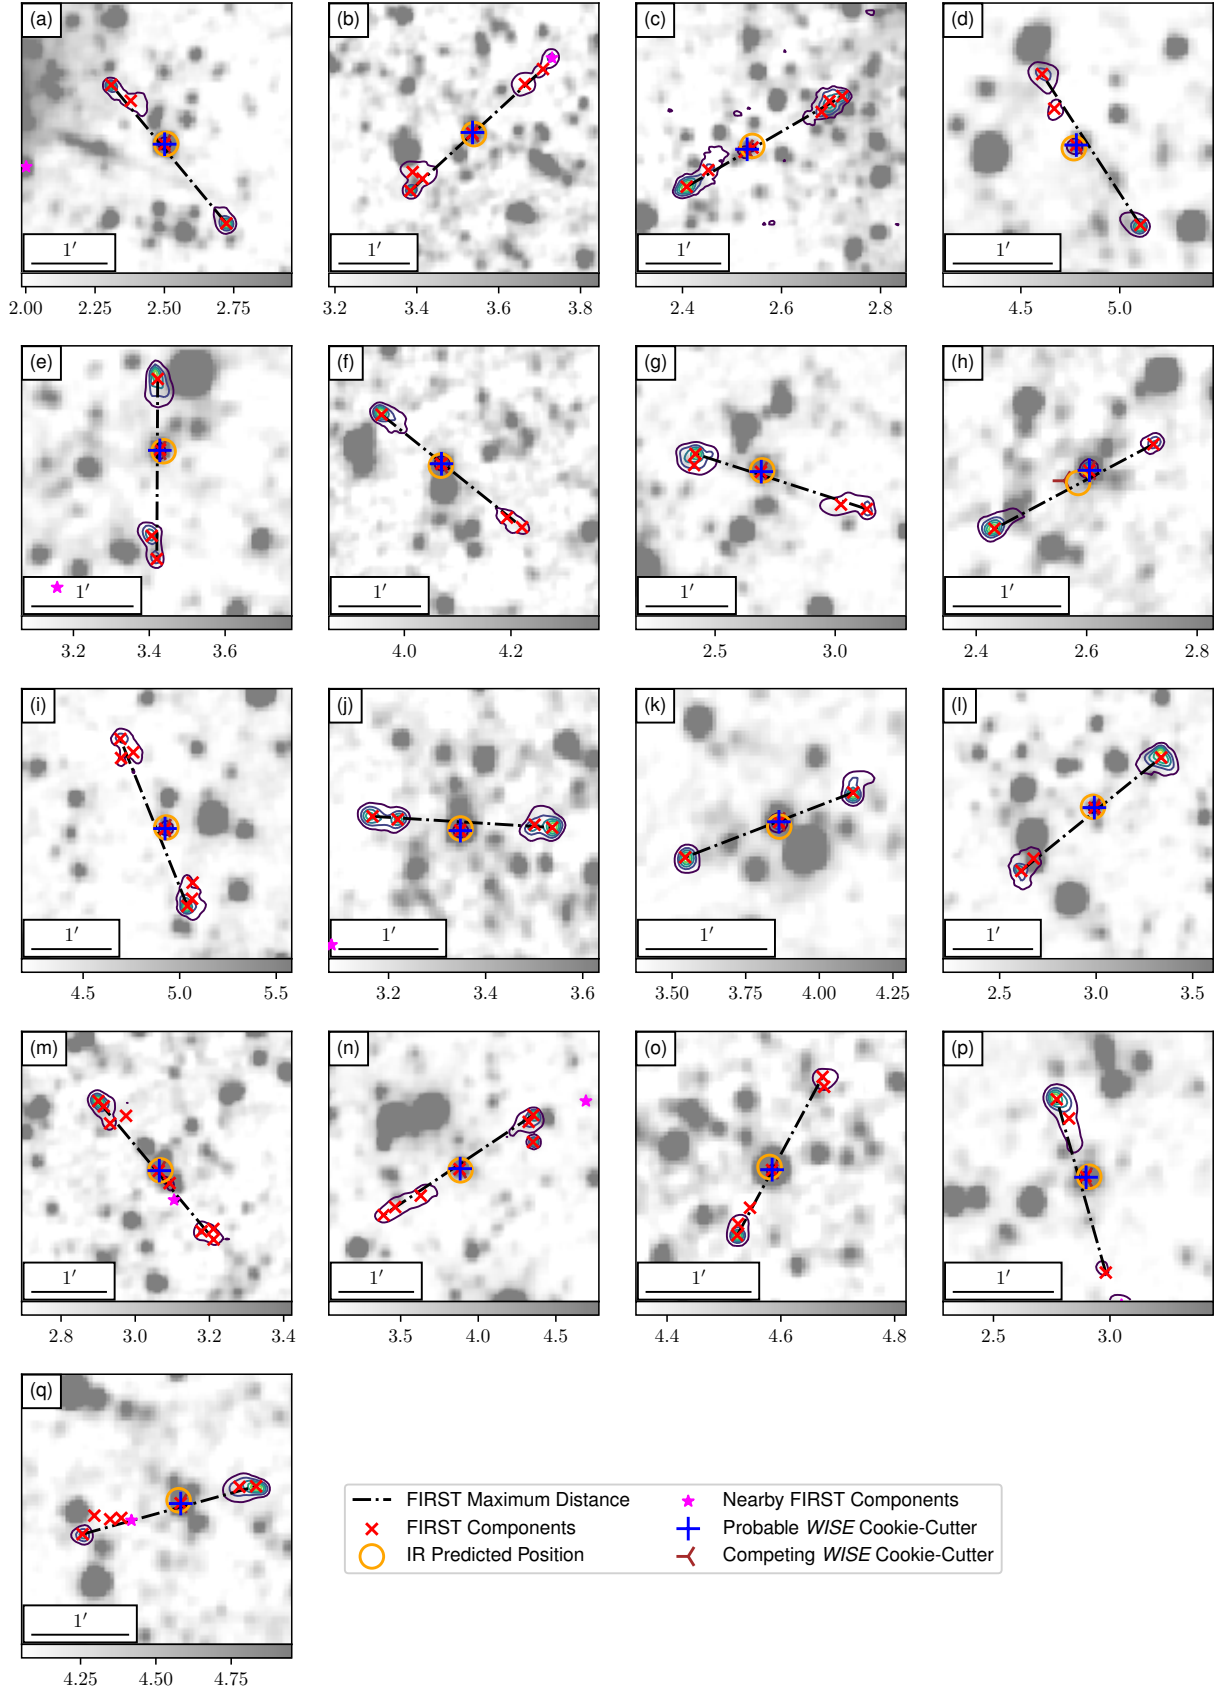 (a) (b) (c) (d)
1′ 1′ 1′ 1′
2.00 2.25 2.50 2.75 3.2 3.4 3.6 3.8 2.4 2.6 2.8 4.5 5.0
(e) (f) (g) (h)
1′ 1′ 1′ 1′
3.2 3.4 3.6 4.0 4.2 2.5 3.0 2.4 2.6 2.8
(i) (j) (k) (l)
1′ 1′ 1′ 1′
4.5 5.0 5.5 3.2 3.4 3.6 3.50 3.75 4.00 4.25 2.5 3.0 3.5
(m) (n) (o) (p)
1′ 1′ 1′ 1′
2.8 3.0 3.2 3.4 3.5 4.0 4.5 4.4 4.6 4.8 2.5 3.0
(q)
1′
4.25 4.50 4.75
FIRST Maximum Distance
FIRST Components
IR Predicted Position
Nearby FIRST Components
Probable WISE Cookie-Cutter
Competing WISE Cookie-Cutter